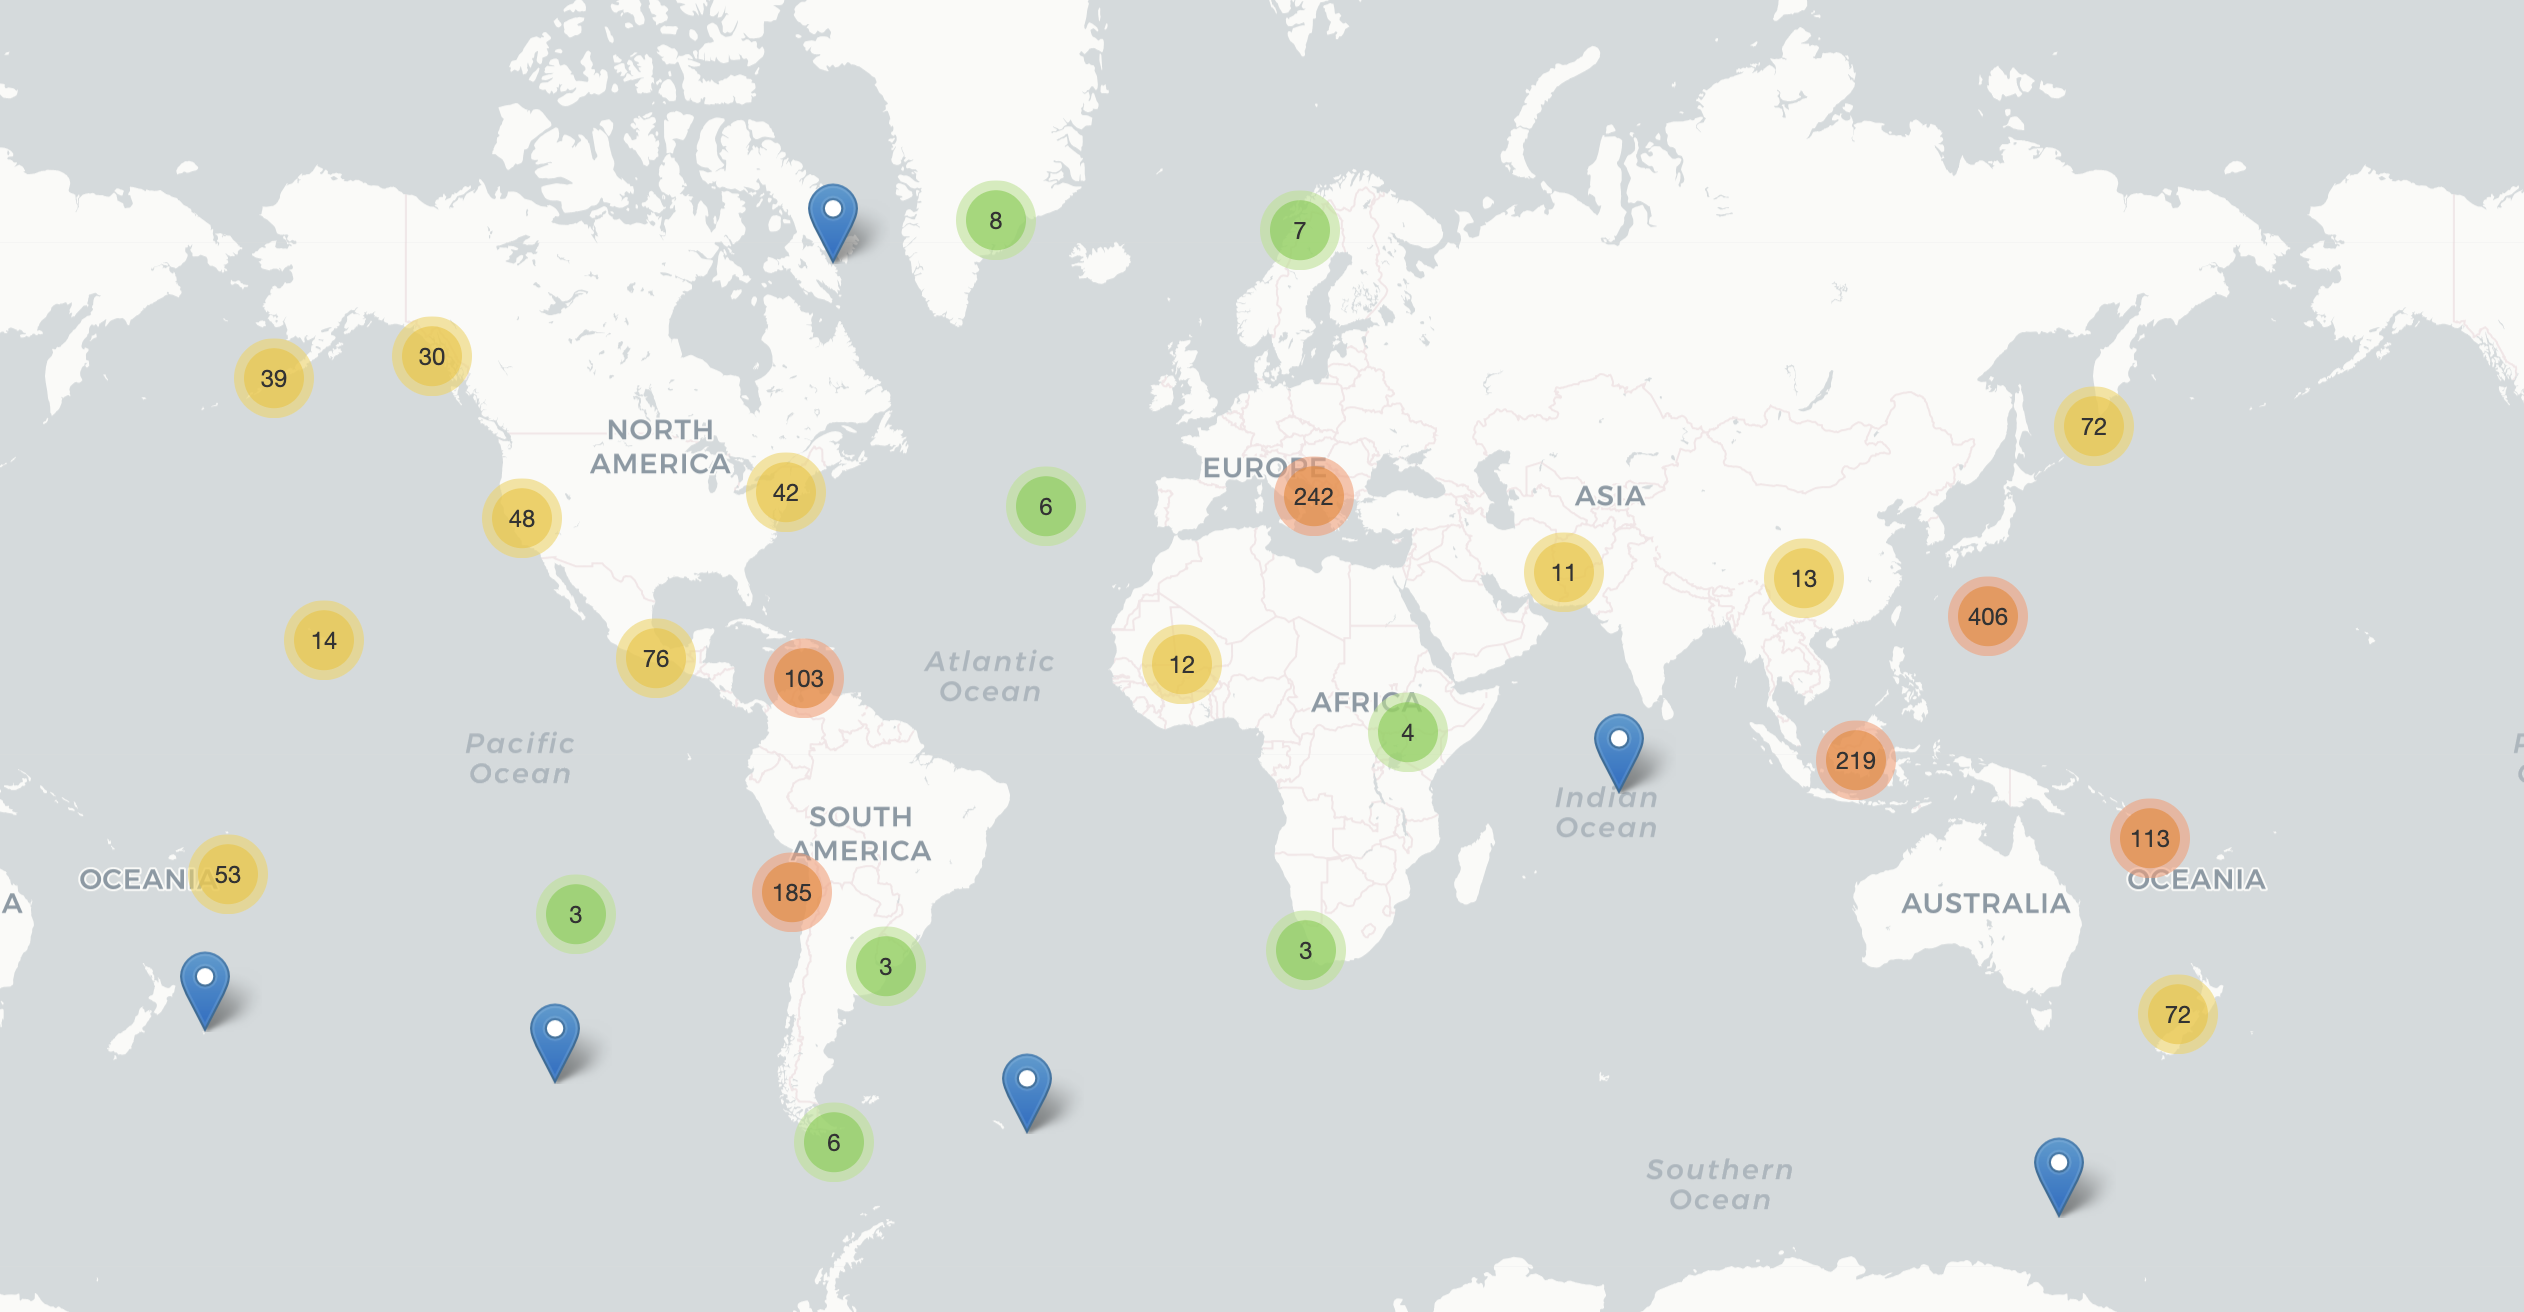 8
7
30
39
NORTH
AMERICA
72
EUROPE
42
242
ASIA
6
48
11
13
406
14
76
Atlantic
Ocean
12
103
AFRICA
4
Pacific
Ocean
219
Indian
Ocean
SOUTH
AMERICA
113
OCEANIA
53
185
A
AUSTRALIA
OCEANIA
3
3
3
72
6
Southern
Ocean